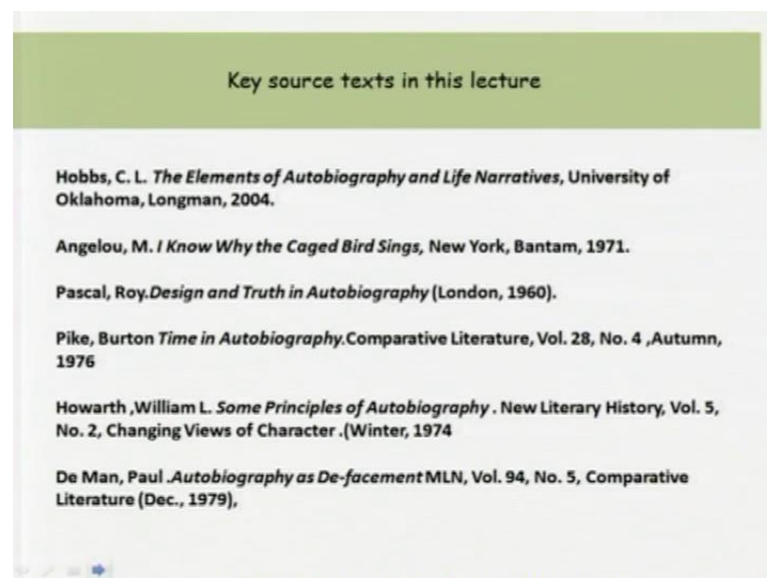 Key source texts in this lecture
Hobbs, C. L. The Elements of Autobiography and Life Narratives, University of
Oklahoma, Longman, 2004.
Angelou, M. I Know Why the Caged Bird Sings, New York, Bantam, 1971.
Pascal, Roy.Design and Truth in Autobiography (London, 1960).
Pike, Burton Time in Autobiography.Comparative Literature, Vol. 28, No. 4 ,Autumn,
1976
Howarth ,William L. Some Principles of Autobiography . New Literary History, Vol. 5,
No. 2, Changing Views of Character .(Winter, 1974
De Man, Paul .Autobiography as De-facement MLN, Vol. 94, No. 5, Comparative
Literature (Dec., 1979),